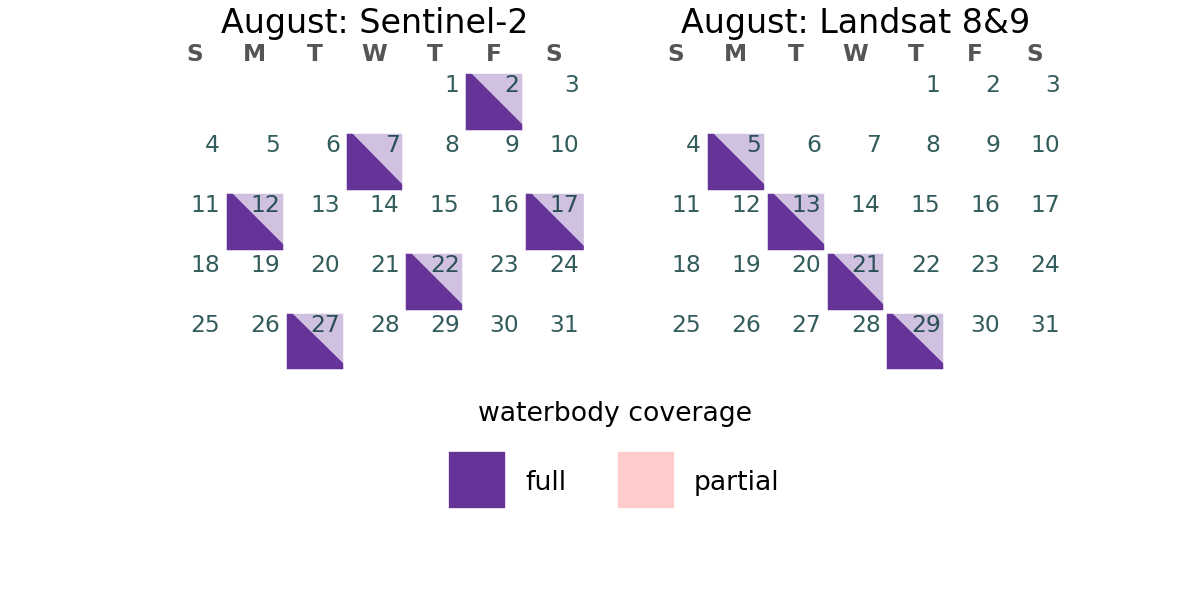 August: Sentinel-2
S M T W T F S
1 2 3
4 5 6 7 8 9 10
11 12 13 14 15 16 17
18 19 20 21 22 23 24
25 26 27 28 29 30 31
August: Landsat 8&9
S M T W T F S
1 2 3
4 5 6 7 8 9 10
11 12 13 14 15 16 17
18 19 20 21 22 23 24
25 26 27 28 29 30 31
waterbody coverage
full partial